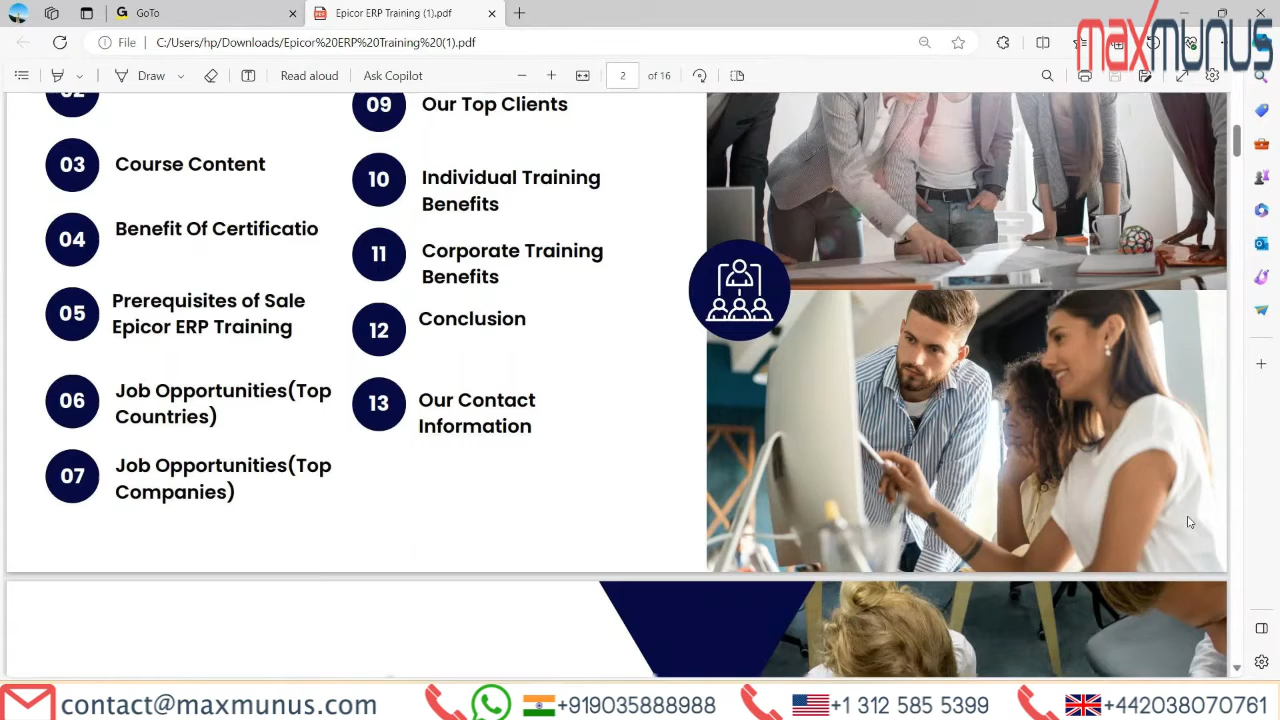 GoTo
Epicor ERP Training (1).pdf
File
C:/Users/hp/Downloads/Epicor%20ERP%20Training%20(1).pdf
maxmunus
Draw
Read aloud
Ask Copilot
2
of 16
02
03
Course Content
04
Benefit Of Certificatio
05
Prerequisites of Sale
Epicor ERP Training
06
Job Opportunities(Top
Countries)
07
Job Opportunities(Top
Companies)
09
Our Top Clients
10
Individual Training
Benefits
11
Corporate Training
Benefits
12
Conclusion
13
Our Contact
Information
contact@maxmunus.com
+919035888988
+1 312 585 5399
+442038070761